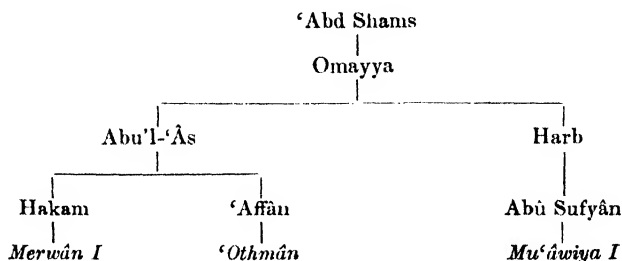 ‘Abd Shams
Omayya
Abu'l-‘Âs Harb
Hakam ‘Affân Abû Sufyân
Merwân I ‘Othmân Mu‘âwiya I